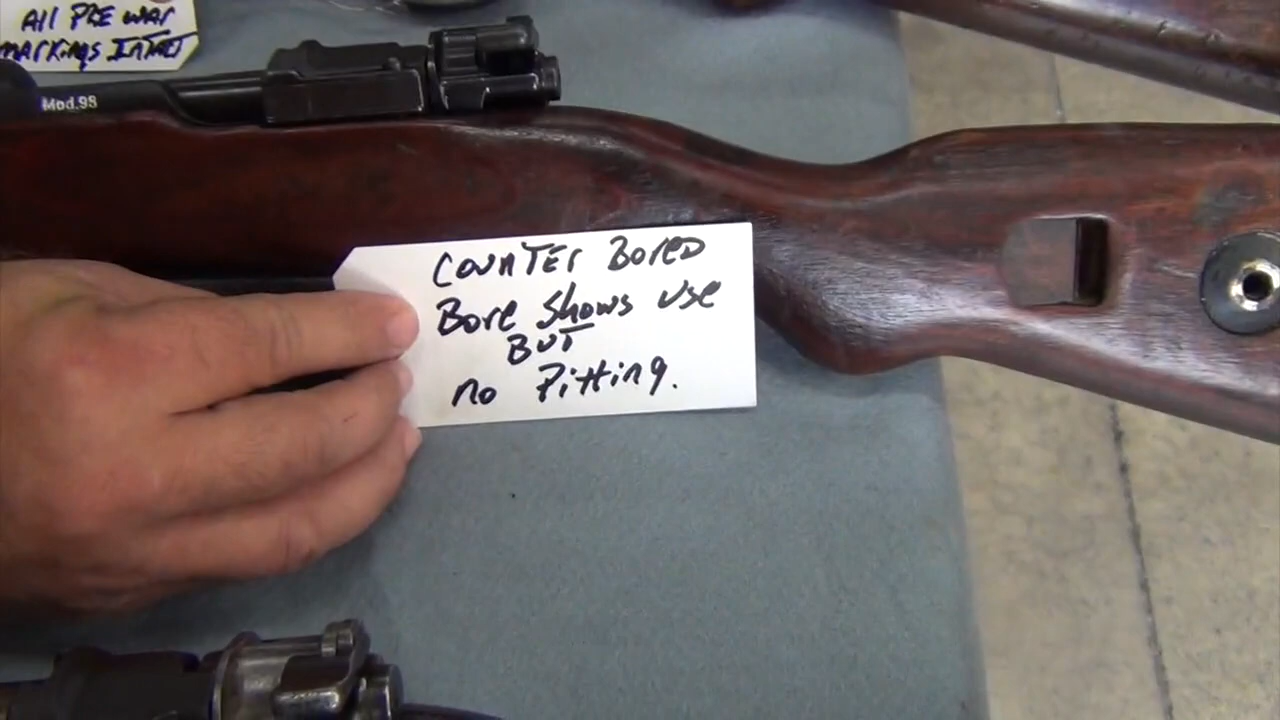 All PRE WAR
MARKings INTACT
Mod.98
COUNTER BORED
Bore Shows use
BUT
no Pitting.